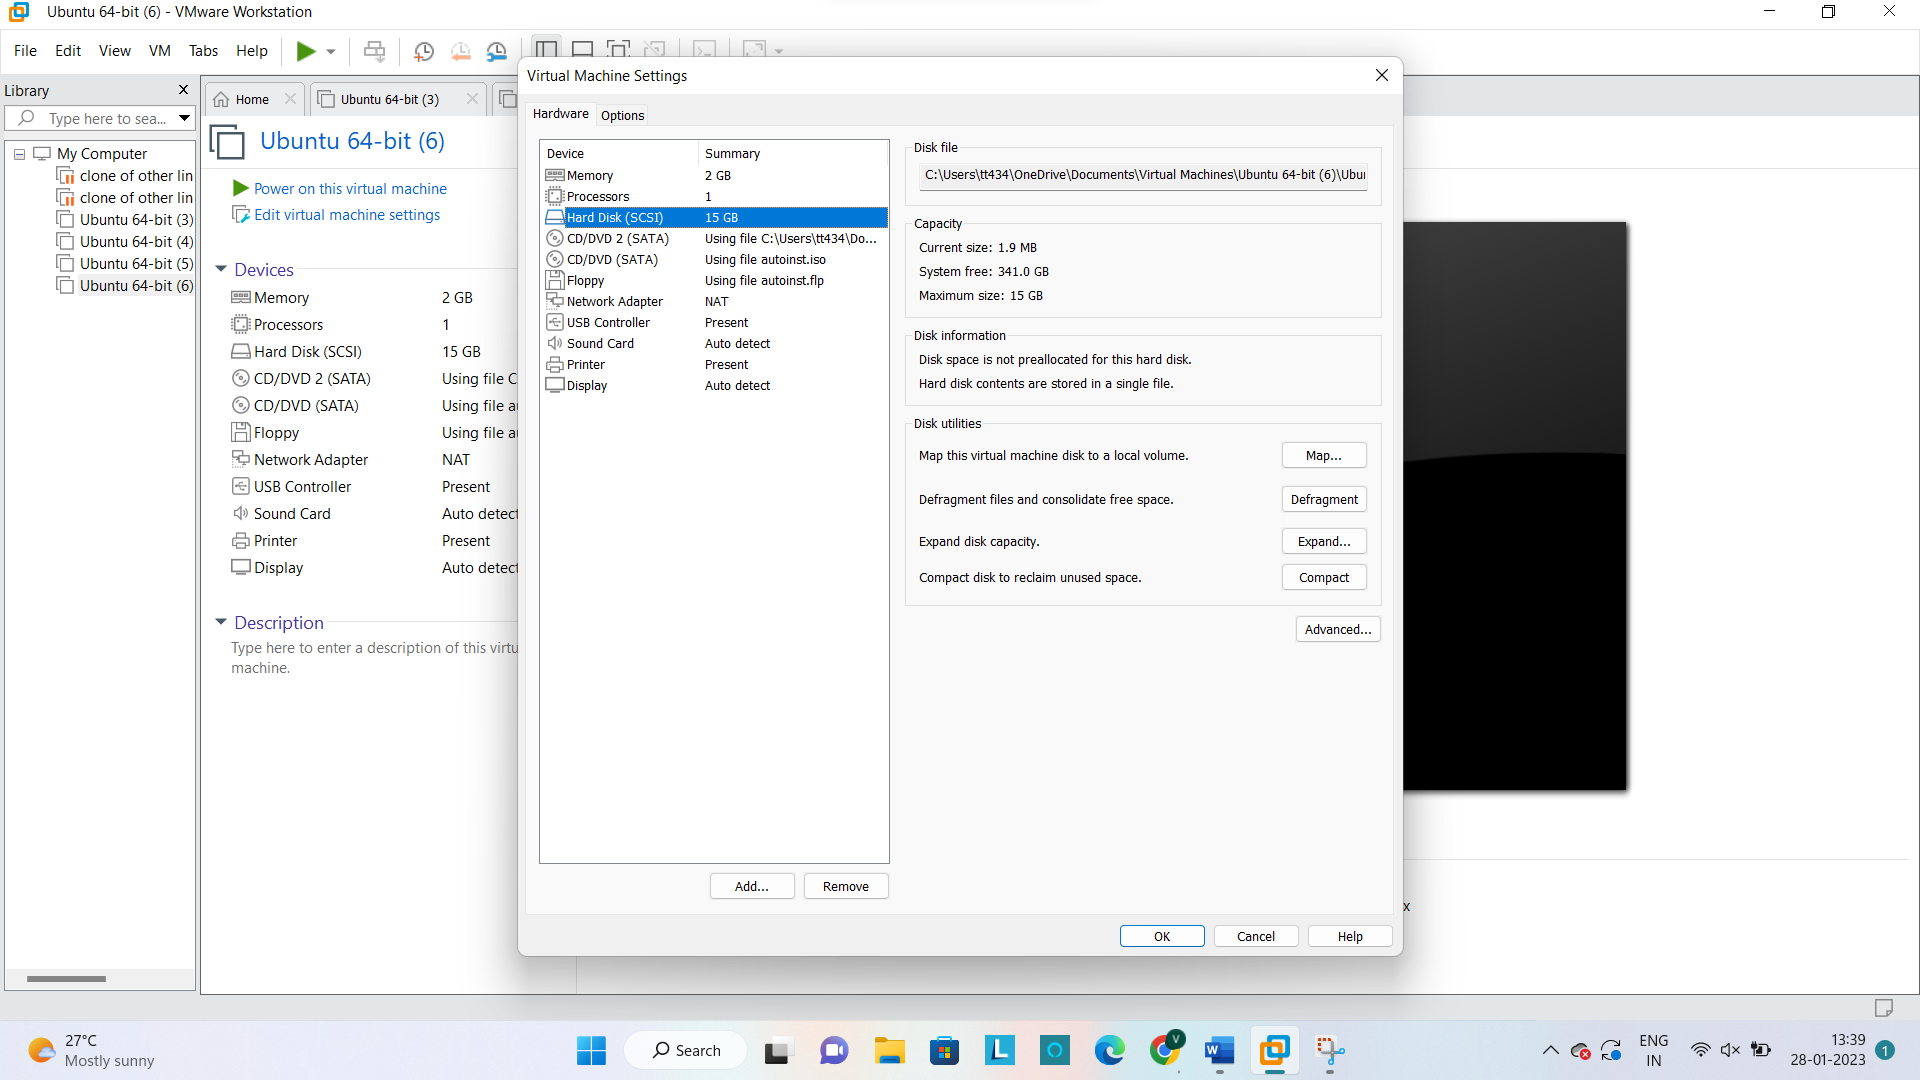 Ubuntu 64-bit (6) - VMware Workstation
File Edit View VM Tabs Help
Library
Type here to sea...
My Computer
clone of other lin
clone of other lin
Ubuntu 64-bit (3)
Ubuntu 64-bit (4)
Ubuntu 64-bit (5)
Ubuntu 64-bit (6)
Home
Ubuntu 64-bit (3)
Ubuntu 64-bit (6)
Power on this virtual machine
Edit virtual machine settings
Devices
Memory 2 GB
Processors 1
Hard Disk (SCSI) 15 GB
CD/DVD 2 (SATA) Using file C
CD/DVD (SATA) Using file a
Floppy Using file a
Network Adapter NAT
USB Controller Present
Sound Card Auto detect
Printer Present
Display Auto detect
Description
Type here to enter a description of this virtu
machine.
Virtual Machine Settings
Hardware Options
Device Summary
Memory 2 GB
Processors 1
Hard Disk (SCSI) 15 GB
CD/DVD 2 (SATA) Using file C:\Users\tt434\Do...
CD/DVD (SATA) Using file autoinst.iso
Floppy Using file autoinst.flp
Network Adapter NAT
USB Controller Present
Sound Card Auto detect
Printer Present
Display Auto detect
Add... Remove
Disk file
C:\Users\tt434\OneDrive\Documents\Virtual Machines\Ubuntu 64-bit (6)\Ubu
Capacity
Current size: 1.9 MB
System free: 341.0 GB
Maximum size: 15 GB
Disk information
Disk space is not preallocated for this hard disk.
Hard disk contents are stored in a single file.
Disk utilities
Map this virtual machine disk to a local volume. Map...
Defragment files and consolidate free space. Defragment
Expand disk capacity. Expand...
Compact disk to reclaim unused space. Compact
Advanced...
OK Cancel Help
x
27°C
Mostly sunny
Search
L
V
W
ENG
IN
13:39
28-01-2023
1